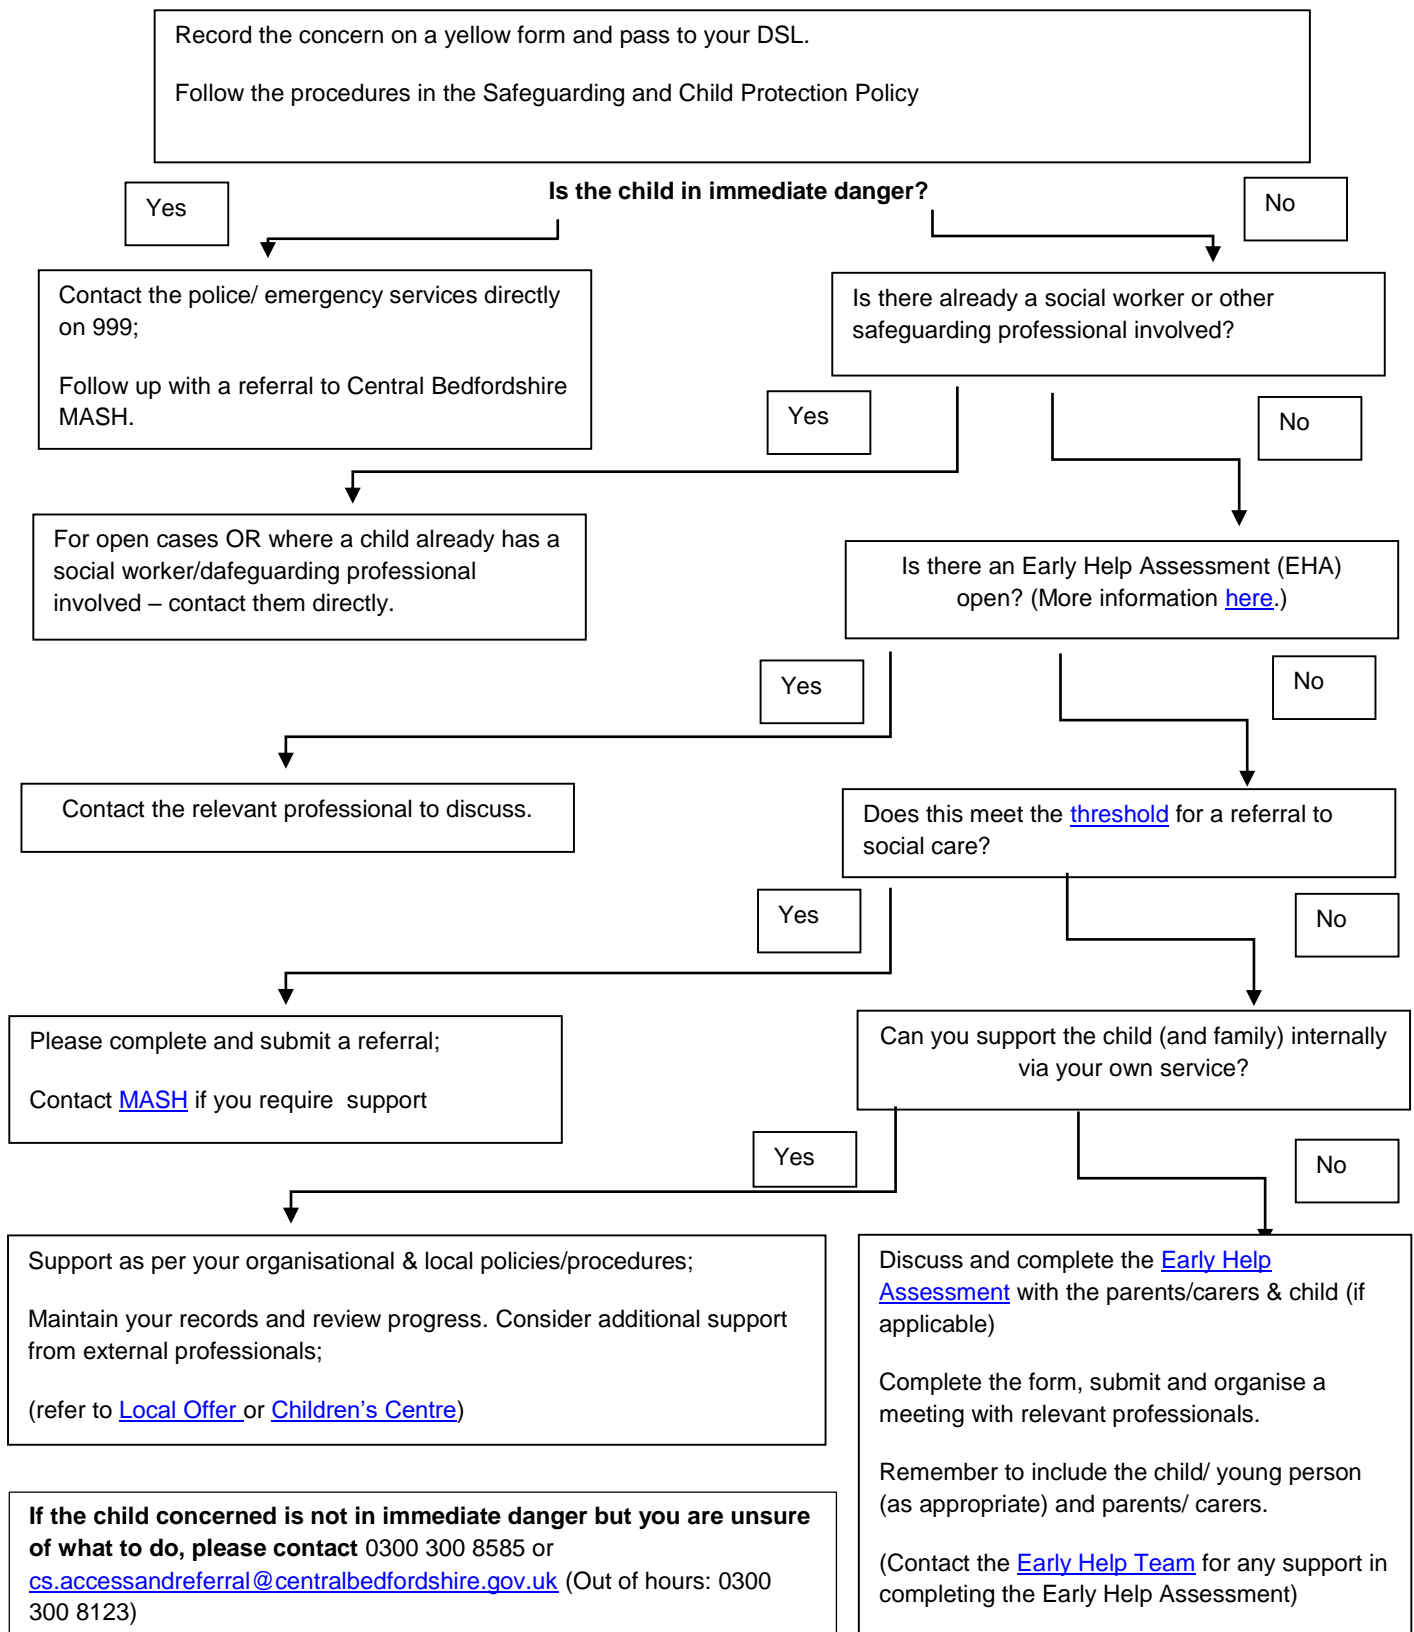 Record the concern on a yellow form and pass to your DSL.
Follow the procedures in the Safeguarding and Child Protection Policy
Is the child in immediate danger?
Yes
No
Contact the police/ emergency services directly
on 999;
Follow up with a referral to Central Bedfordshire
MASH.
Is there already a social worker or other
safeguarding professional involved?
Yes
No
For open cases OR where a child already has a
social worker/dafeguarding professional
involved – contact them directly.
Is there an Early Help Assessment (EHA)
open? (More information here.)
Yes
No
Contact the relevant professional to discuss.
Does this meet the threshold for a referral to
social care?
Yes
No
Please complete and submit a referral;
Contact MASH if you require  support
Can you support the child (and family) internally
via your own service?
Yes
No
Support as per your organisational & local policies/procedures;
Maintain your records and review progress. Consider additional support
from external professionals;
(refer to Local Offer or Children's Centre)
Discuss and complete the Early Help
Assessment with the parents/carers & child (if
applicable)
Complete the form, submit and organise a
meeting with relevant professionals.
Remember to include the child/ young person
(as appropriate) and parents/ carers.
(Contact the Early Help Team for any support in
completing the Early Help Assessment)
If the child concerned is not in immediate danger but you are unsure
of what to do, please contact 0300 300 8585 or
cs.accessandreferral@centralbedfordshire.gov.uk (Out of hours: 0300
300 8123)